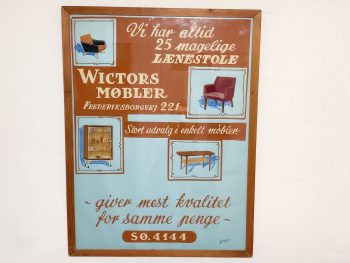 Vi har altid
25 magelige
LÆNESTOLE
WICTORS
MØBLER
FREDERIKSBORGVEJ 221
Stort udvalg i enkelt møbler
~ giver mest kvalitet
for samme penge ~
SØ. 4144